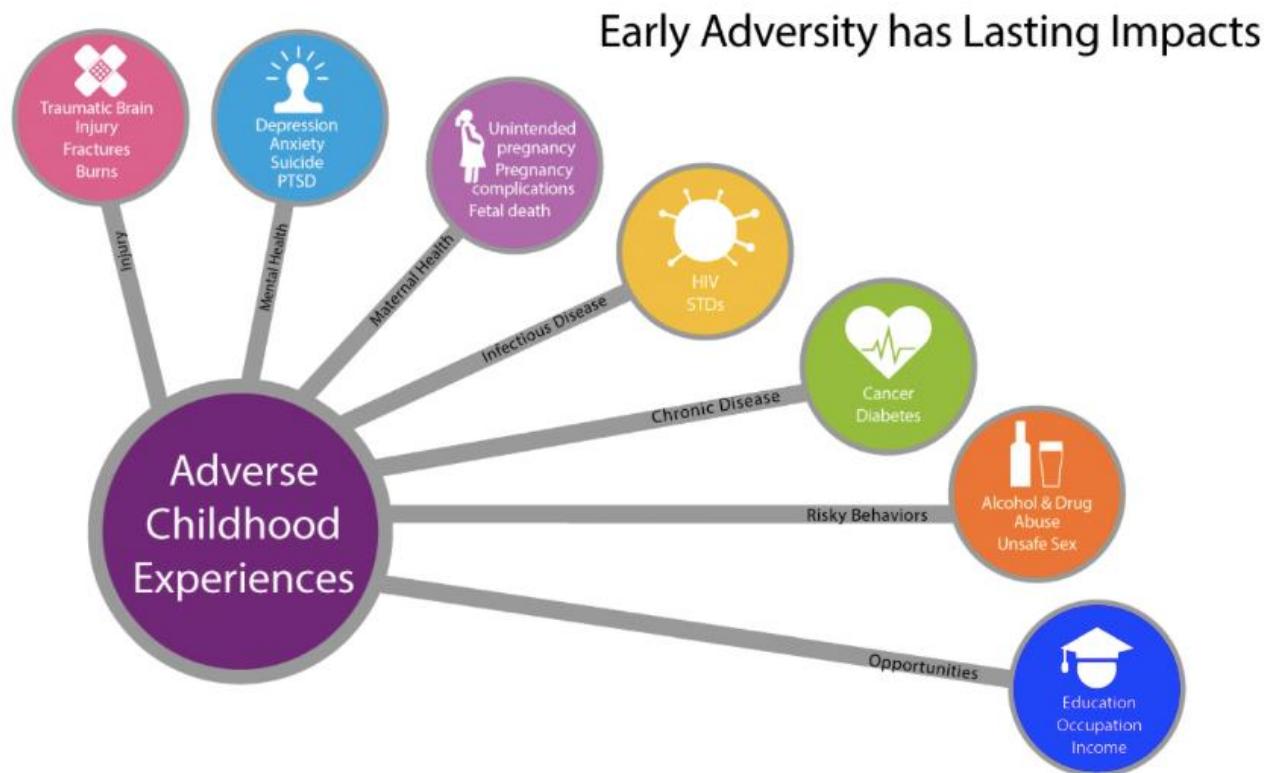 Early Adversity has Lasting Impacts
Traumatic Brain
Injury
Fractures
Burns
Depression
Anxiety
Suicide
PTSD
Unintended
pregnancy
Pregnancy
complications
Fetal death
HIV
STDs
Cancer
Diabetes
Alcohol & Drug
Abuse
Unsafe Sex
Education
Occupation
Income
Injury
Mental Health
Maternal Health
Infectious Disease
Chronic Disease
Risky Behaviors
Opportunities
Adverse
Childhood
Experiences